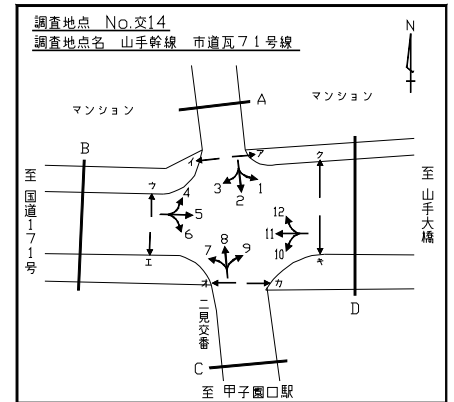 調査地点 No.交14
調査地点名 山手幹線 市道瓦71号線
N
マンション
マンション
A
B
至 国道171号
至 山手大橋
イ
ア
ク
3
2
1
ウ
4
5
6
エ
12
11
10
キ
7
8
9
オ
カ
二見交番
D
C
至 甲子園口駅